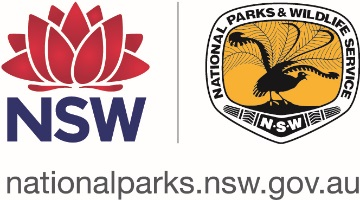 NSW
NATIONAL PARKS & WILDLIFE SERVICE
N·S·W
nationalparks.nsw.gov.au